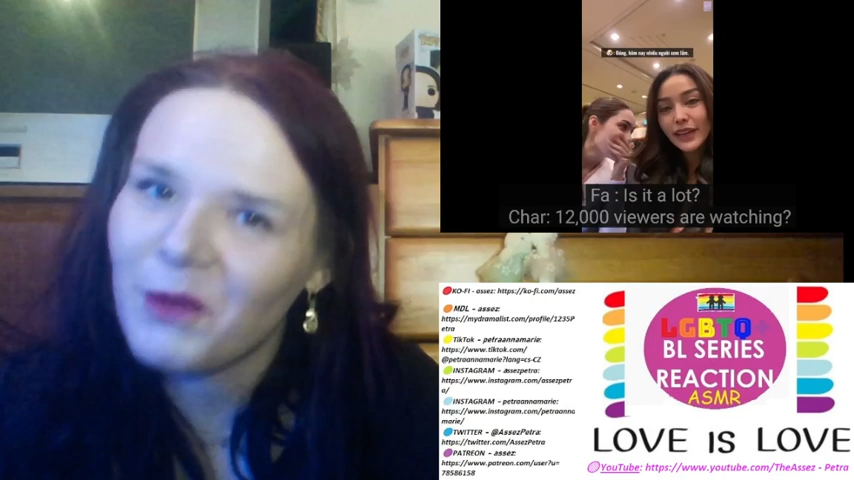 Đúng, hôm nay nhiều người xem lắm.
Fa : Is it a lot?
Char: 12,000 viewers are watching?
KO-FI - assez: https://ko-fi.com/assez
MDL – assez:
https://mydramalist.com/profile/1235P
etra
TikTok – petraannamarie:
https://www.tiktok.com/
@petraannamarie?lang=cs-CZ
INSTAGRAM – assezpetra:
https://www.instagram.com/assezpetr
a/
INSTAGRAM – petraannamarie:
https://www.instagram.com/petraanna
marie/
TWITTER – @AssezPetra:
https://twitter.com/AssezPetra
PATREON – assez:
https://www.patreon.com/user?u=
78586158
LGBTQ+
BL SERIES
REACTION
ASMR
LOVE IS LOVE
YouTube: https://www.youtube.com/TheAssez - Petra